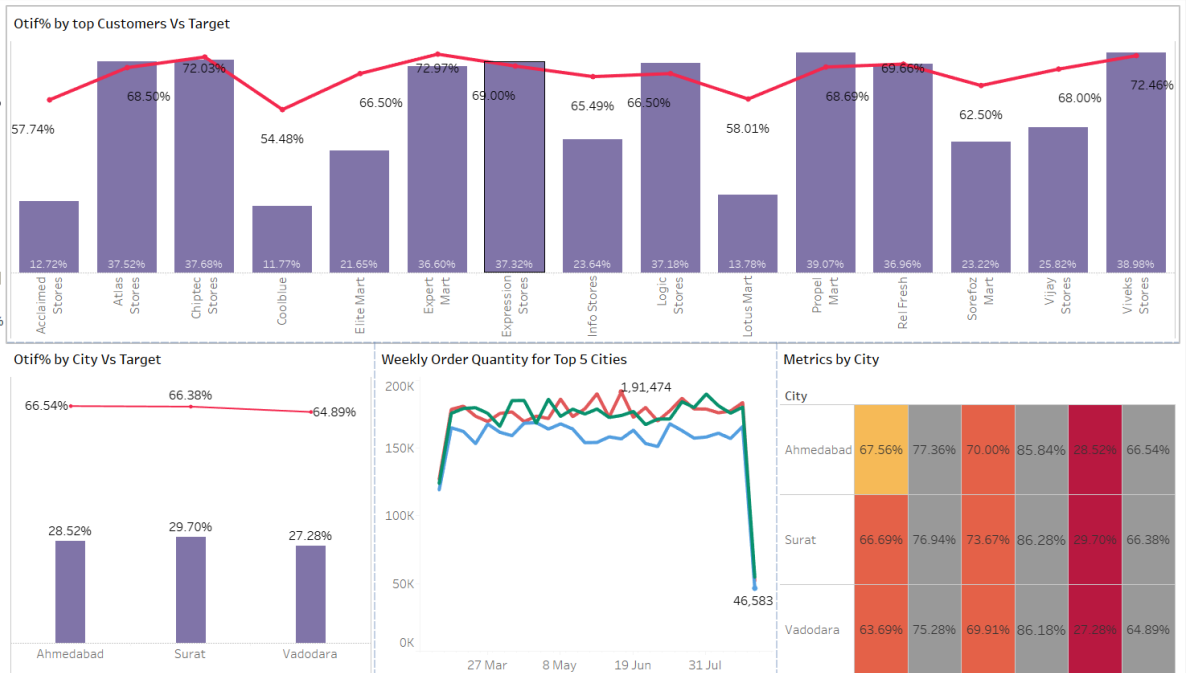 Otif% by top Customers Vs Target
57.74%
68.50%
72.03%
54.48%
66.50%
72.97%
69.00%
65.49%
66.50%
58.01%
68.69%
69.66%
62.50%
68.00%
72.46%
12.72%
37.52%
37.68%
11.77%
21.65%
36.60%
37.32%
23.64%
37.18%
13.78%
39.07%
36.96%
23.22%
25.82%
38.98%
Acclaimed
Stores
Atlas
Stores
Chiptec
Stores
Coolblue
Elite Mart
Expert
Mart
Expression
Stores
Info Stores
Logic
Stores
Lotus Mart
Propel
Mart
Rel Fresh
Sorefoz
Mart
Vijay
Stores
Viveks
Stores
Otif% by City Vs Target
66.54%
66.38%
64.89%
28.52%
29.70%
27.28%
Ahmedabad
Surat
Vadodara
Weekly Order Quantity for Top 5 Cities
200K
150K
100K
50K
0K
1,91,474
46,583
27 Mar
8 May
19 Jun
31 Jul
Metrics by City
City
Ahmedabad 67.56% 77.36% 70.00% 85.84% 28.52% 66.54%
Surat 66.69% 76.94% 73.67% 86.28% 29.70% 66.38%
Vadodara 63.69% 75.28% 69.91% 86.18% 27.28% 64.89%